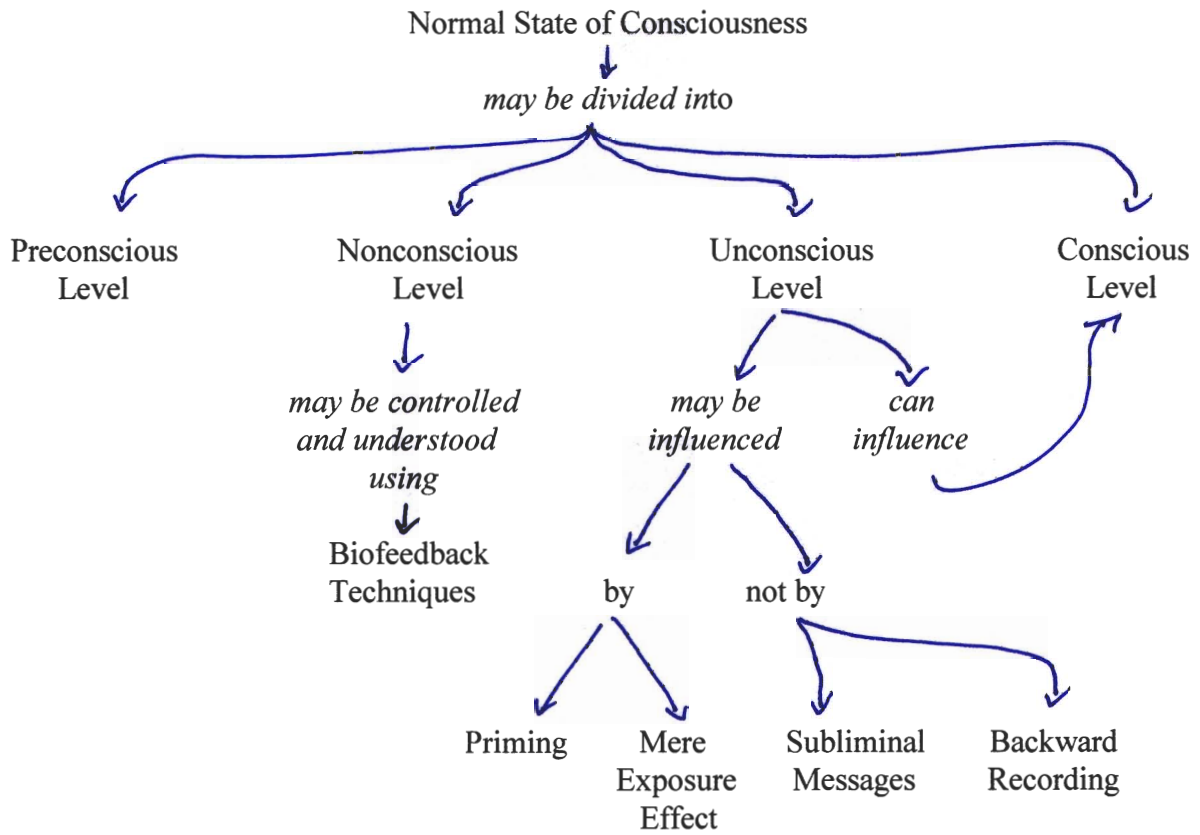 Normal State of Consciousness
may be divided into
Preconscious
Level
Nonconscious
Level
Unconscious
Level
Conscious
Level
may be controlled
and understood
using
may be
influenced
can
influence
Biofeedback
Techniques
by
not by
Priming
Mere
Exposure
Effect
Subliminal
Messages
Backward
Recording